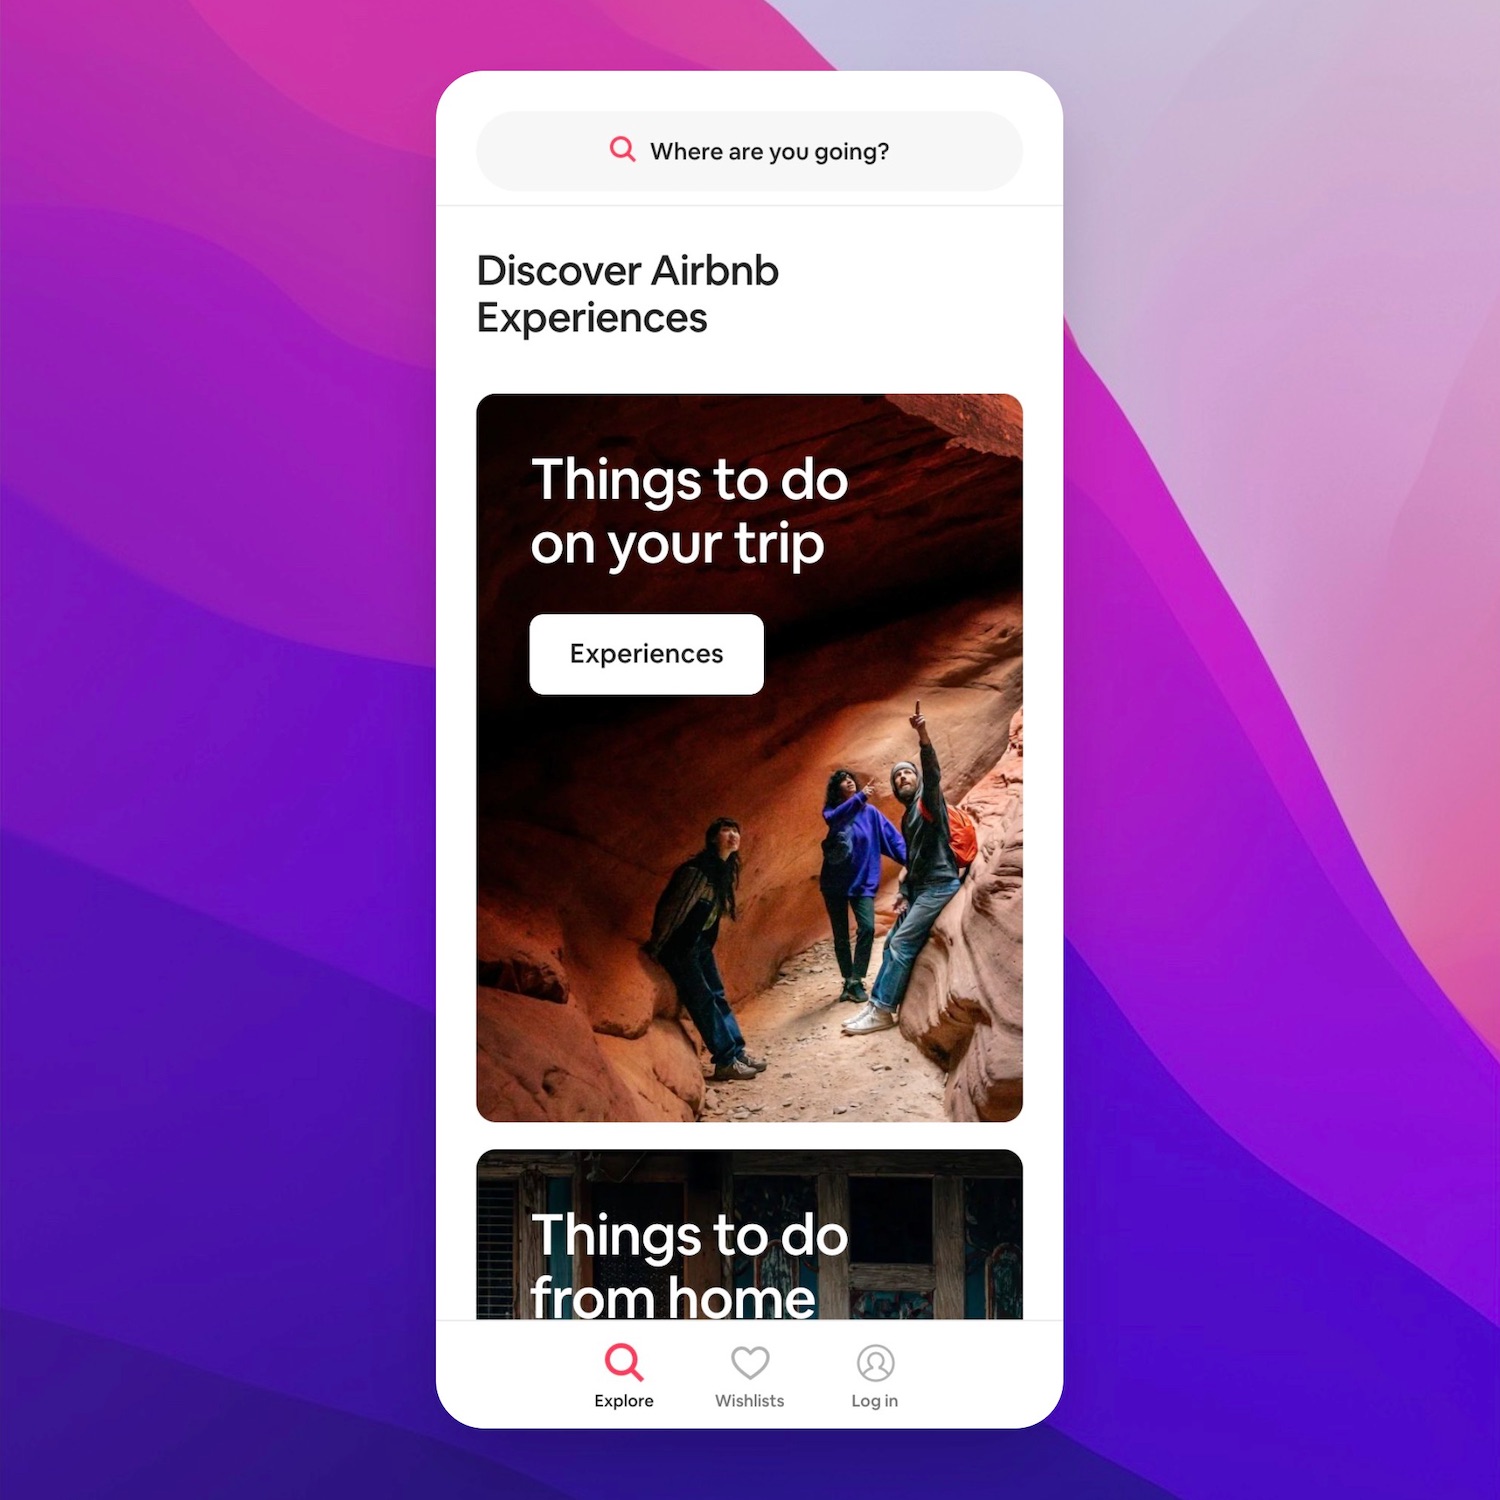 Where are you going?
Discover Airbnb
Experiences
Things to do
on your trip
Experiences
Things to do
from home
Explore
Wishlists
Log in